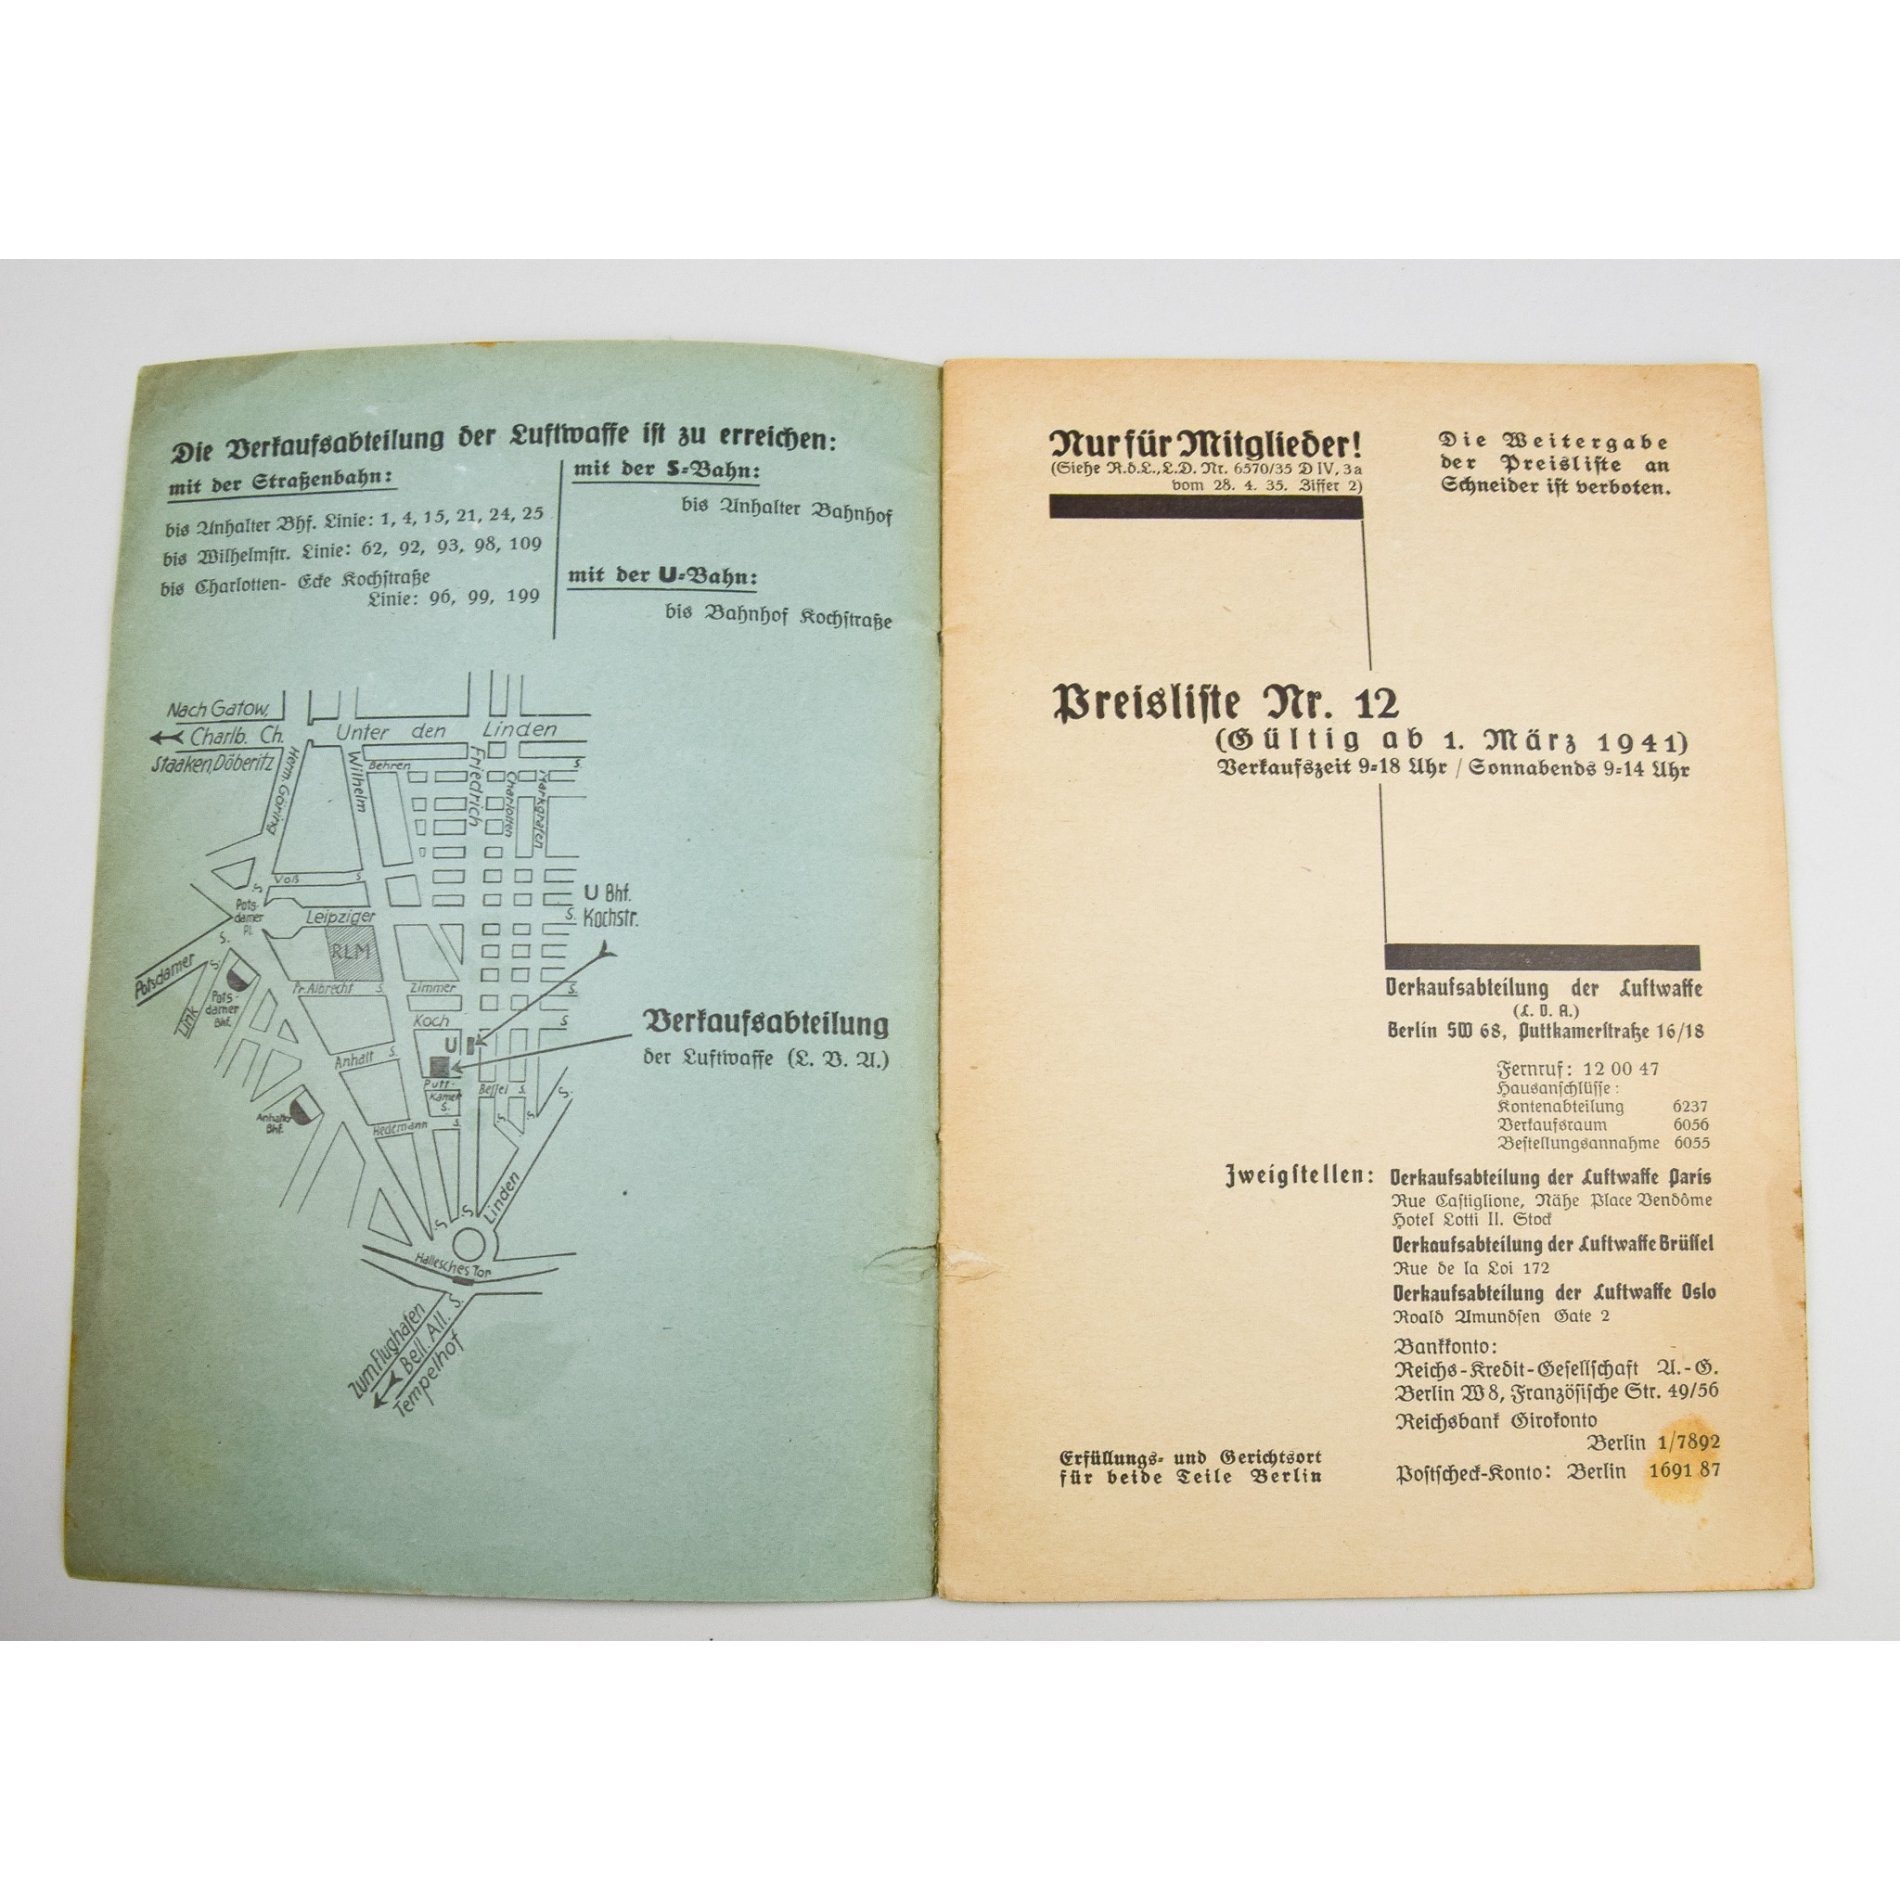 Die Verkaufsabteilung der Luftwaffe ist zu erreichen:
mit der Straßenbahn:
bis Anhalter Bhf. Linie: 1, 4, 15, 21, 24, 25
bis Wilhelmstr. Linie: 62, 92, 93, 98, 109
bis Charlotten- Ecke Kochstraße
Linie: 96, 99, 199
mit der S-Bahn:
bis Anhalter Bahnhof
mit der U-Bahn:
bis Bahnhof Kochstraße
Nach Gatow,
Charlb. Ch.
Staaken, Döberitz
Unter den Linden
Herm. Göring
Wilhelm
Behren
S.
Friedrich
Charlotten
Markgrafen
Voß
S.
S.
Pots-
damer
Pl.
Leipziger
S.
U Bhf.
Kochstr.
RLM
S.
Potsdamer
S.
Link
Pots-
damer
Bhf.
Pr. Albrecht S.
Zimmer
S.
Koch
S
U
Verkaufsabteilung
der Luftwaffe (L. V. A.)
Anhalt S.
Putt-
Kamer
S.
Bessel S.
S.
Anhalter
Bhf.
Hedemann
S.
S.
S.
S.
S.
Linden
Hallesches Tor
Zum Flughafen
Bell. All. S.
Tempelhof
Nur für Mitglieder!
(Siehe R.d.L., L.D. Nr. 6570/35 D IV, 3a
vom 28. 4. 35. Ziffer 2)
Die Weitergabe
der Preisliste an
Schneider ist verboten.
Preisliste Nr. 12
(Gültig ab 1. März 1941)
Verkaufszeit 9-18 Uhr / Sonnabends 9-14 Uhr
Verkaufsabteilung der Luftwaffe
(L. V. A.)
Berlin SW 68, Puttkamerstraße 16/18
Fernruf: 12 00 47
Hausanschlüsse:
Kontenabteilung 6237
Verkaufsraum 6056
Bestellungsannahme 6055
Zweigstellen: Verkaufsabteilung der Luftwaffe Paris
Rue Castiglione, Nähe Place Vendôme
Hotel Lotti II. Stock
Verkaufsabteilung der Luftwaffe Brüssel
Rue de la Loi 172
Verkaufsabteilung der Luftwaffe Oslo
Roald Amundsen Gate 2
Bankkonto:
Reichs-Kredit-Gesellschaft A.-G.
Berlin W 8, Französische Str. 49/56
Reichsbank Girokonto
Berlin 1/7892
Postscheck-Konto: Berlin 1691 87
Erfüllungs- und Gerichtsort
für beide Teile Berlin